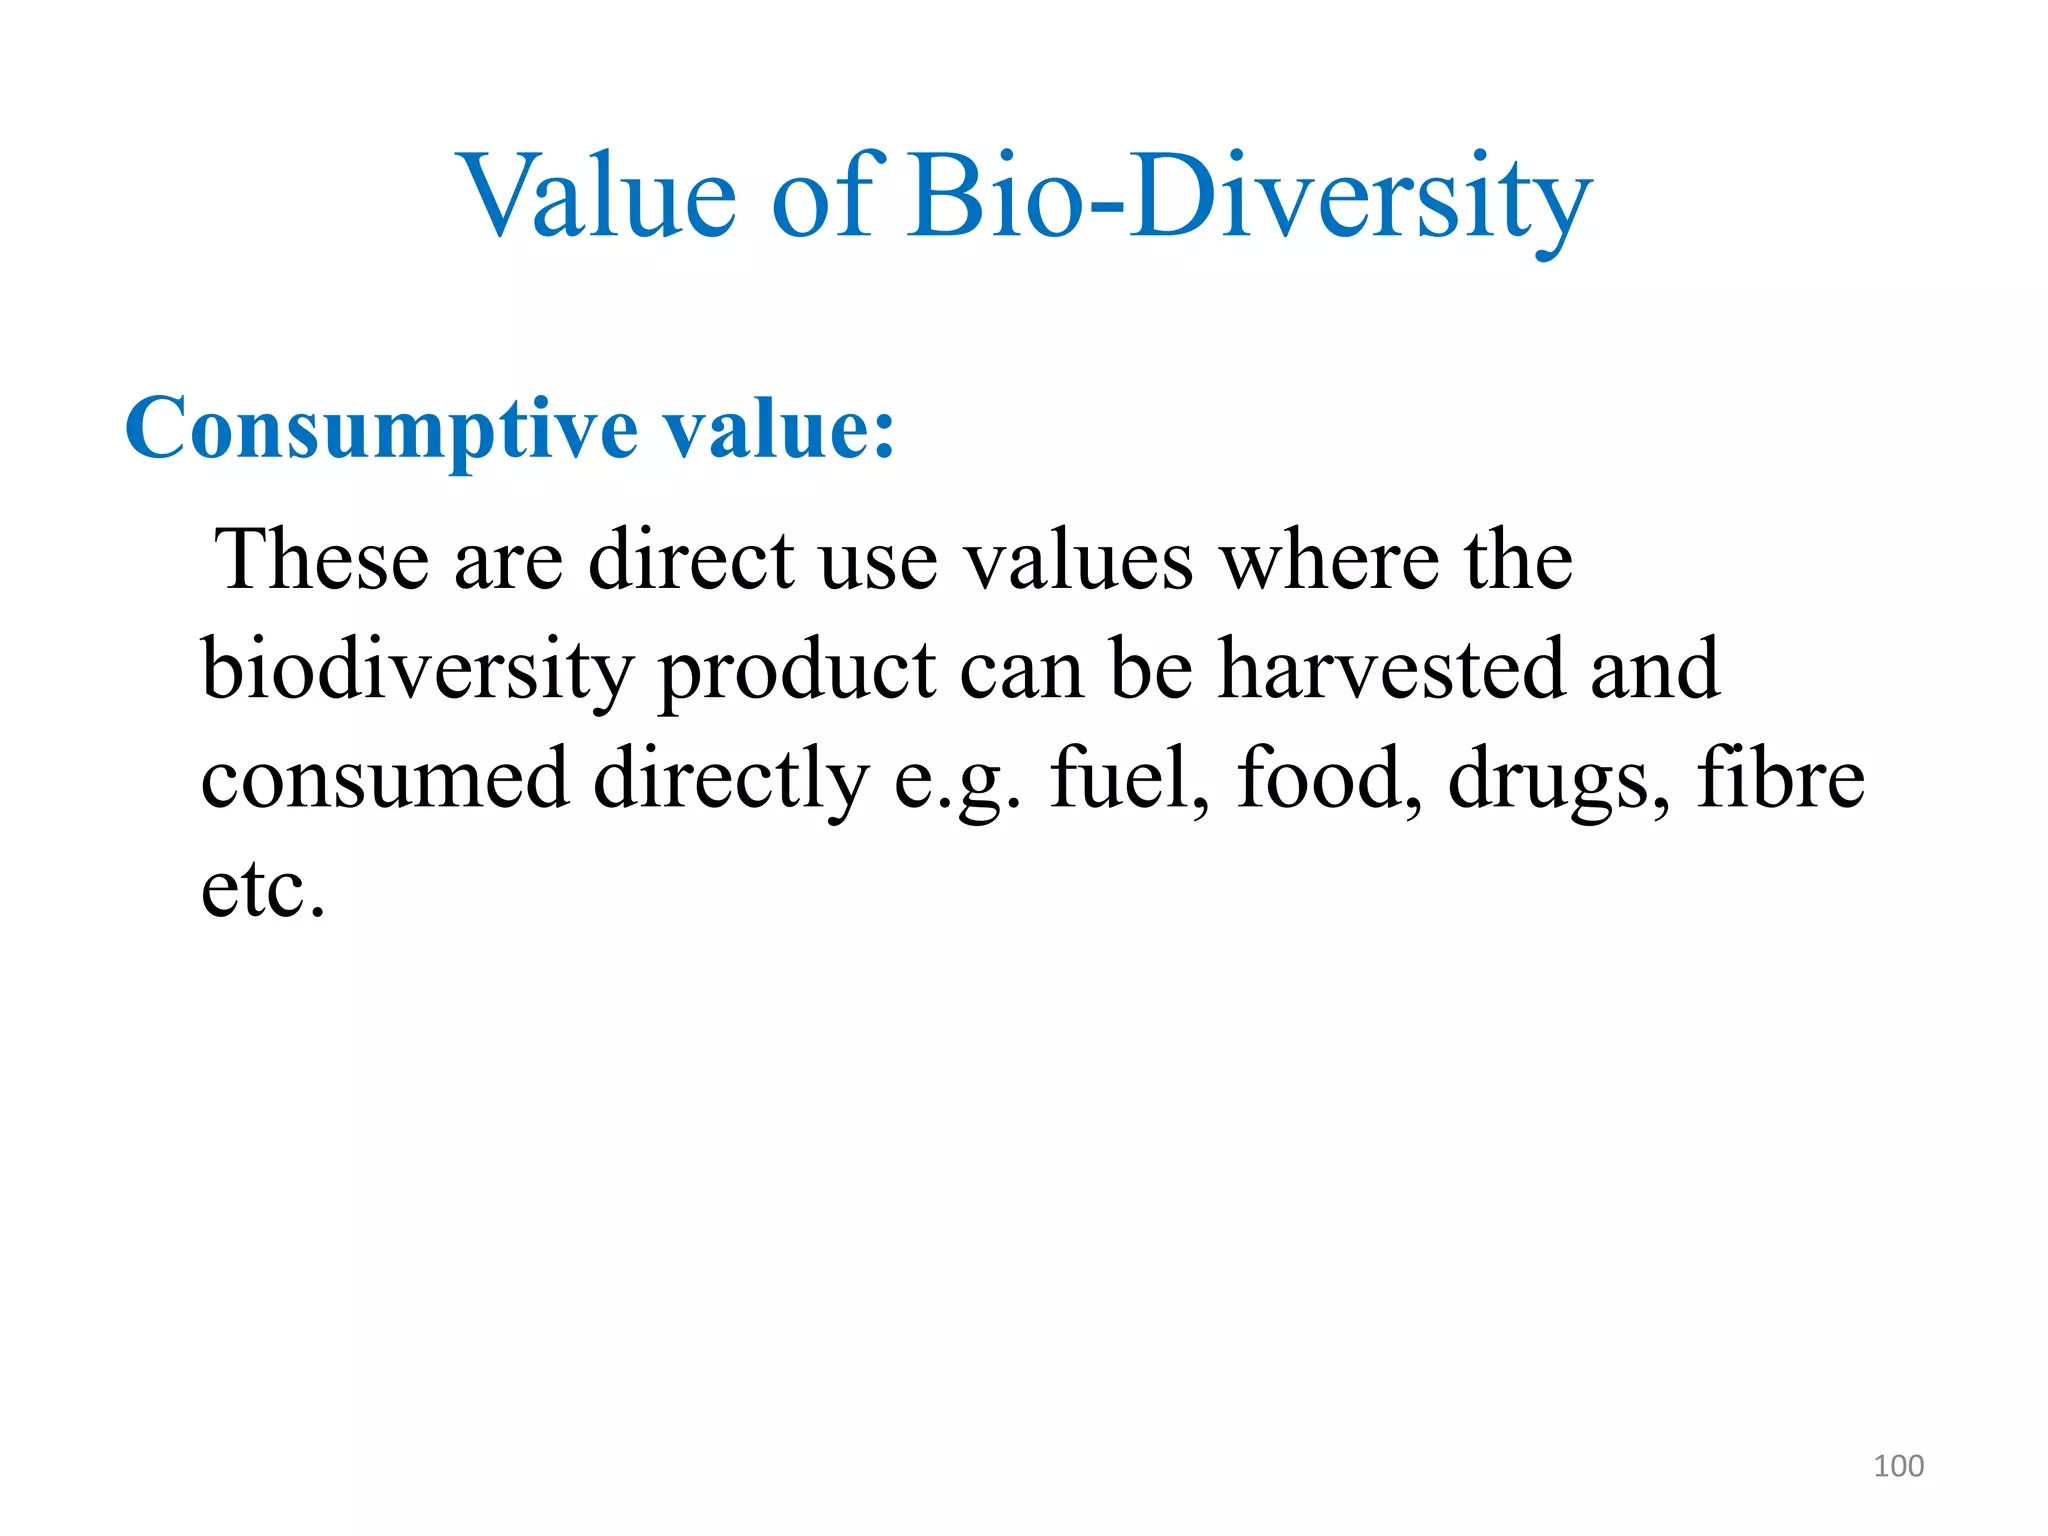 Value of Bio-Diversity
Consumptive value:
These are direct use values where the
biodiversity product can be harvested and
consumed directly e.g. fuel, food, drugs, fibre
etc.
100